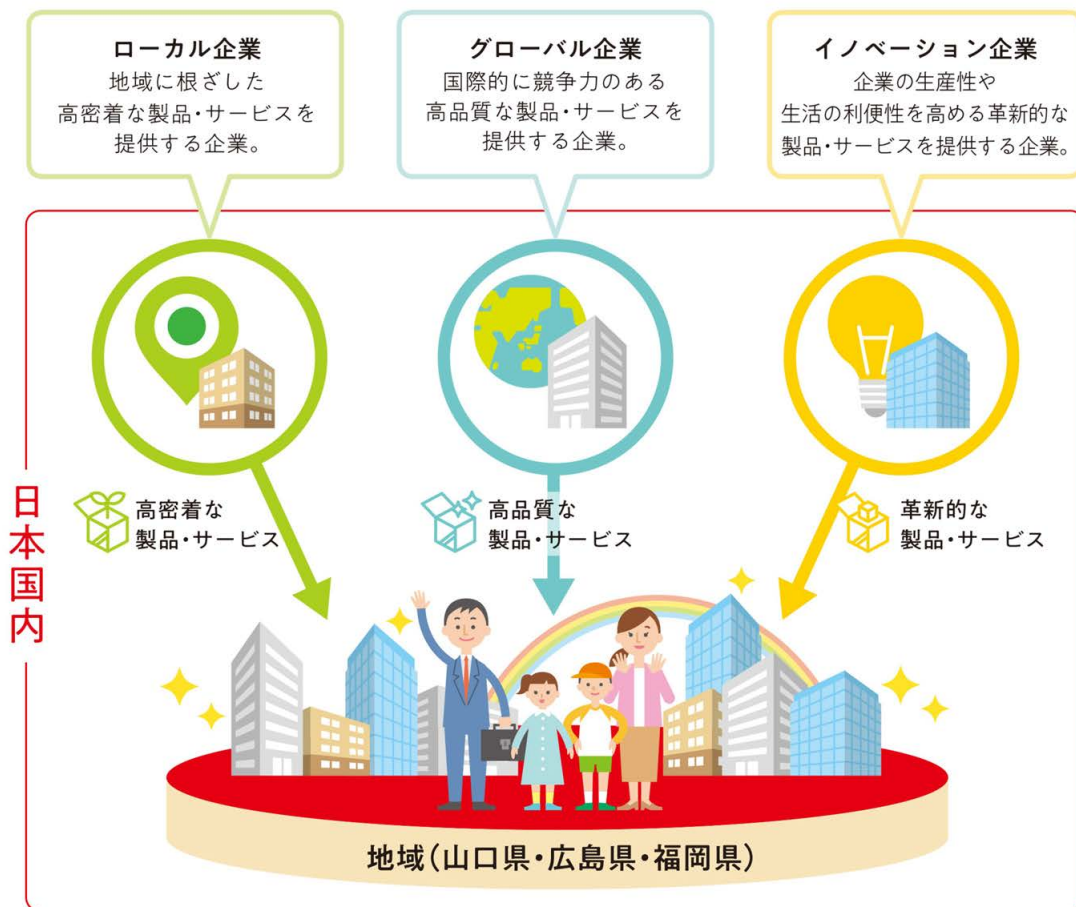 ローカル企業
地域に根ざした
高密着な製品・サービスを
提供する企業。
グローバル企業
国際的に競争力のある
高品質な製品・サービスを
提供する企業。
イノベーション企業
企業の生産性や
生活の利便性を高める革新的な
製品・サービスを提供する企業。
日本国内
高密着な
製品・サービス
高品質な
製品・サービス
革新的な
製品・サービス
地域(山口県・広島県・福岡県)